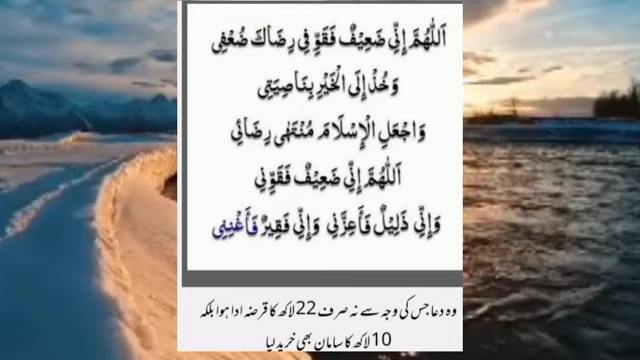 اَللّٰهُمَّ إِنِّي ضَعِيْفٌ فَقَوِّ فِي رِضَاكَ ضُعْفِي
وَخُذْ إِلَى الْخَيْرِ بِنَاصِيَتِي
وَاجْعَلِ الْإِسْلَامَ مُنْتَهٰى رِضَائِي
اَللّٰهُمَّ إِنِّي ضَعِيْفٌ فَقَوِّنِي
وَإِنِّي ذَلِيْلٌ فَأَعِزَّنِي وَإِنِّي فَقِيْرٌ فَأَغْنِنِي
وہ دعا جس کی وجہ سے نہ صرف 22 لاکھ کا قرضہ ادا ہوا بلکہ
10 لاکھ کا سامان بھی خرید لیا